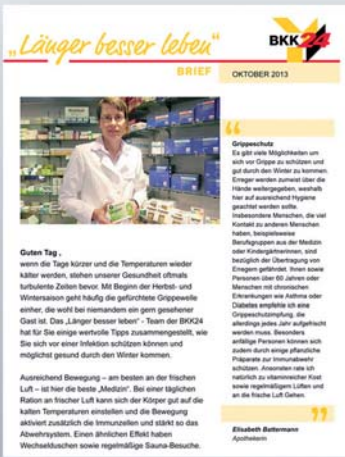 „Länger besser leben“
BRIEF
BKK24
OKTOBER 2013
Guten Tag ,
wenn die Tage kürzer und die Temperaturen wieder
kälter werden, stehen unserer Gesundheit oftmals
turbulente Zeiten bevor. Mit Beginn der Herbst- und
Wintersaison geht häufig die gefürchtete Grippewelle
einher, die wohl bei niemandem ein gern gesehener
Gast ist. Das „Länger besser leben" - Team der BKK24
hat für Sie einige wertvolle Tipps zusammengestellt, wie
Sie sich vor einer Infektion schützen können und
möglichst gesund durch den Winter kommen.
Ausreichend Bewegung – am besten an der frischen
Luft – ist hier die beste „Medizin". Bei einer täglichen
Ration an frischer Luft kann sich der Körper gut auf die
kalten Temperaturen einstellen und die Bewegung
aktiviert zusätzlich die Immunzellen und stärkt so das
Abwehrsystem. Einen ähnlichen Effekt haben
Wechselduschen sowie regelmäßige Sauna-Besuche.
“
Grippeschutz
Es gibt viele Möglichkeiten um
sich vor Grippe zu schützen und
gut durch den Winter zu kommen.
Erreger werden zumeist über die
Hände weitergegeben, weshalb
hier auf ausreichend Hygiene
geachtet werden sollte.
Insbesondere Menschen, die viel
Kontakt zu anderen Menschen
haben, beispielsweise
Berufsgruppen aus der Medizin
oder Kindergärtnerinnen, sind
bezüglich der Übertragung von
Erregern gefährdet. Ihnen sowie
Personen über 60 Jahren oder
Menschen mit chronischen
Erkrankungen wie Asthma oder
Diabetes empfehle ich eine
Grippeschutzimpfung, die
allerdings jedes Jahr aufgefrischt
werden muss. Besonders
anfällige Personen können sich
zudem durch einige pflanzliche
Präparate zur Immunabwehr
schützen. Ansonsten rate ich
natürlich zu vitaminreicher Kost
sowie regelmäßigem Lüften und
an die frische Luft Gehen.
”
Elisabeth Battermann
Apothekerin